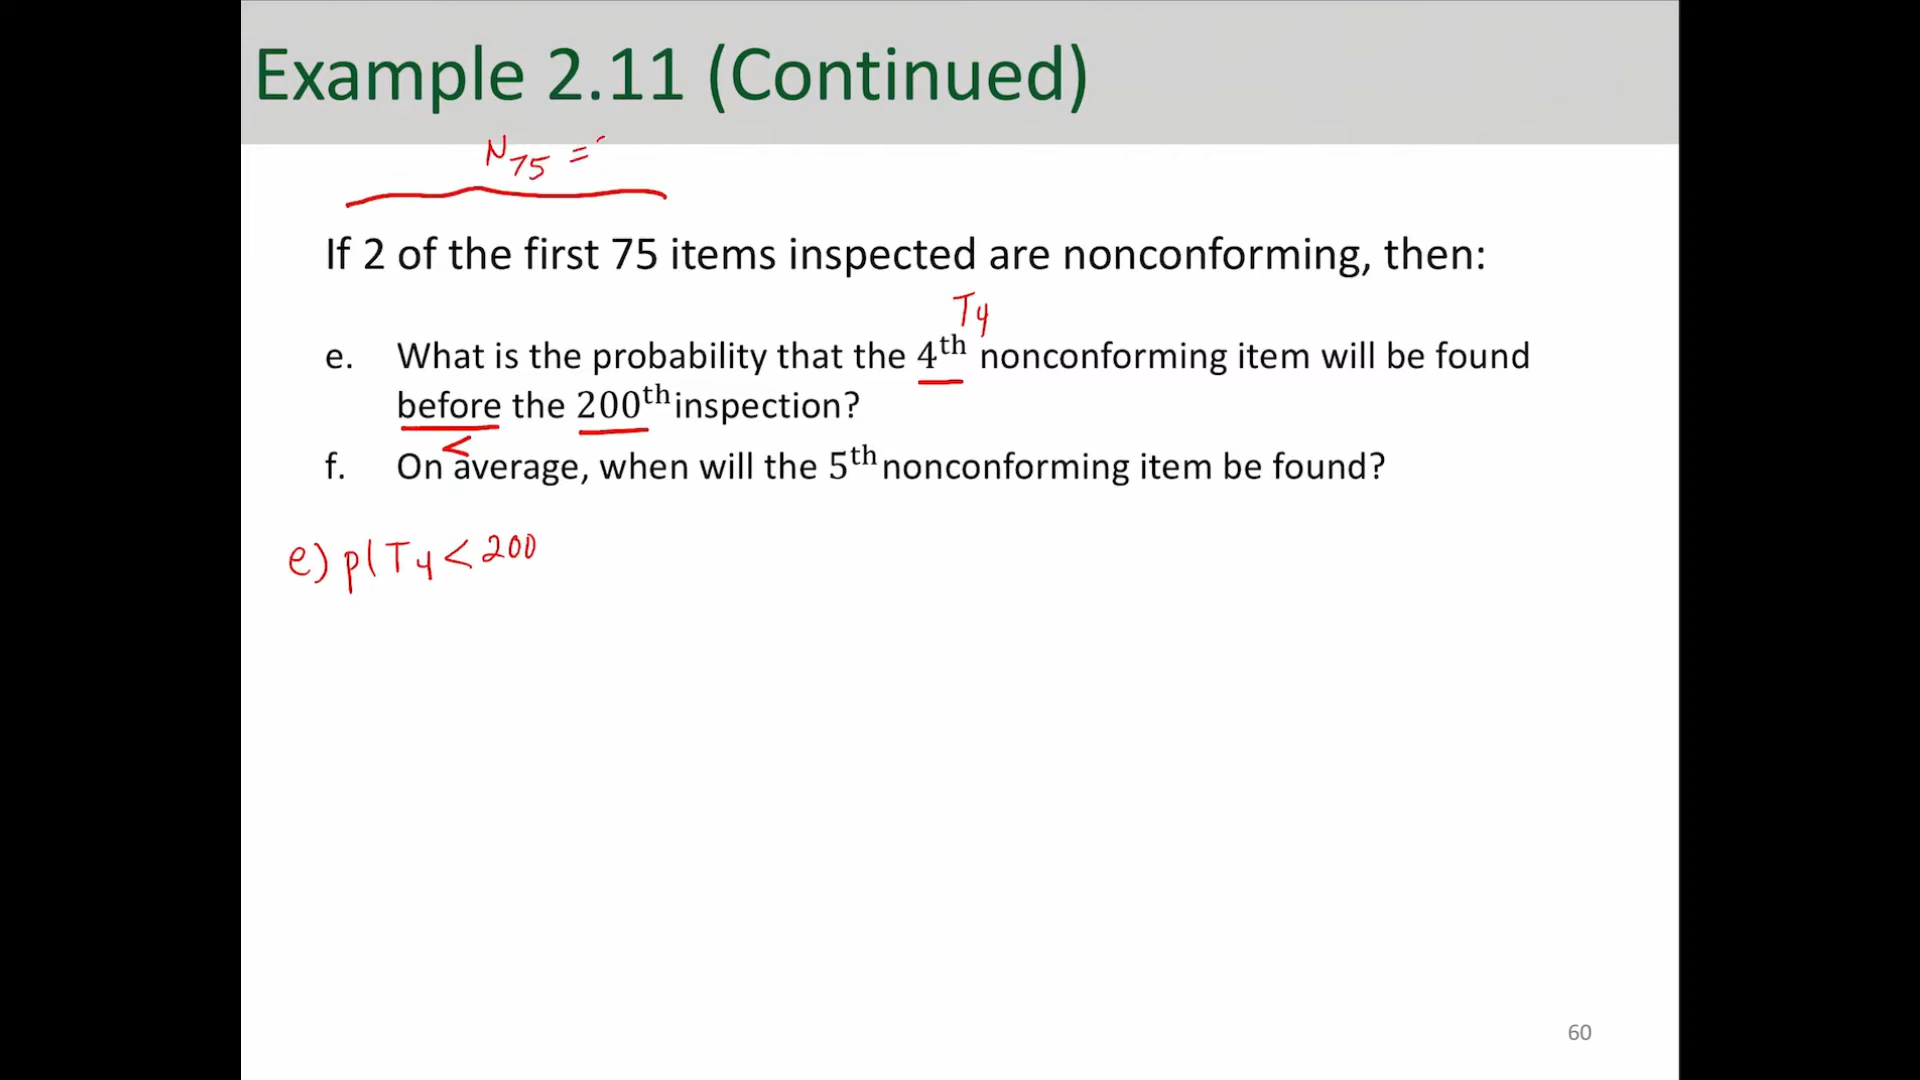 Example 2.11 (Continued)
N75 =
If 2 of the first 75 items inspected are nonconforming, then:
T4
e. What is the probability that the 4th nonconforming item will be found
before the 200th inspection?
<
f. On average, when will the 5th nonconforming item be found?
e) p(T4 < 200
60